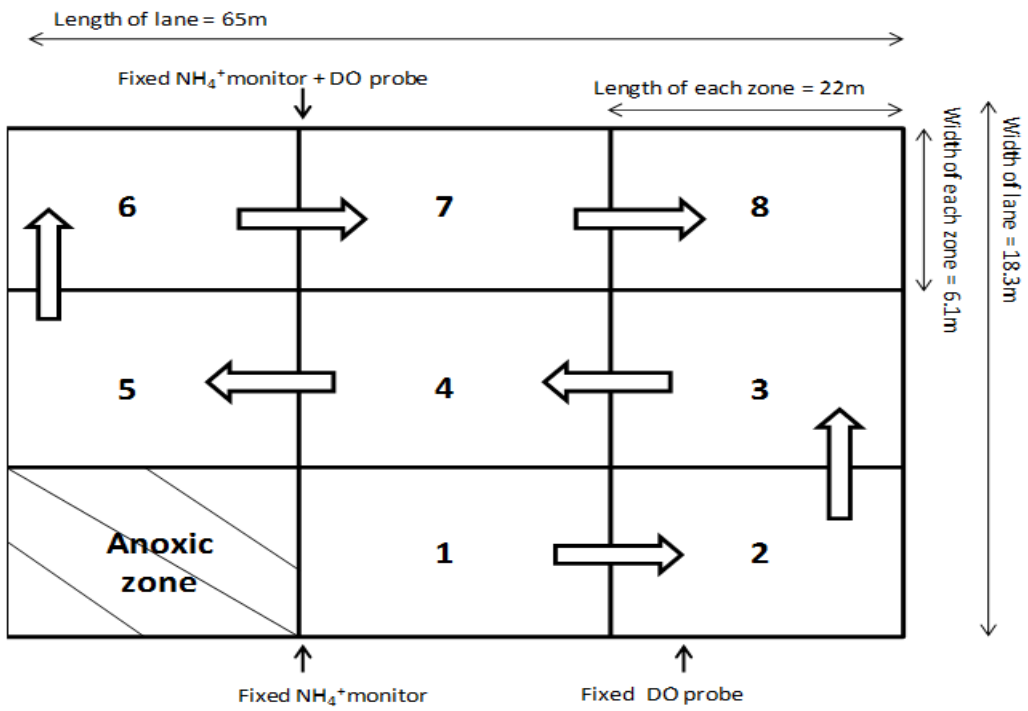 Length of lane = 65m
Fixed NH₄⁺ monitor + DO probe
Length of each zone = 22m
Width of each zone = 6.1m
Width of lane = 18.3m
6
7
8
5
4
3
Anoxic
zone
1
2
Fixed NH₄⁺ monitor
Fixed DO probe